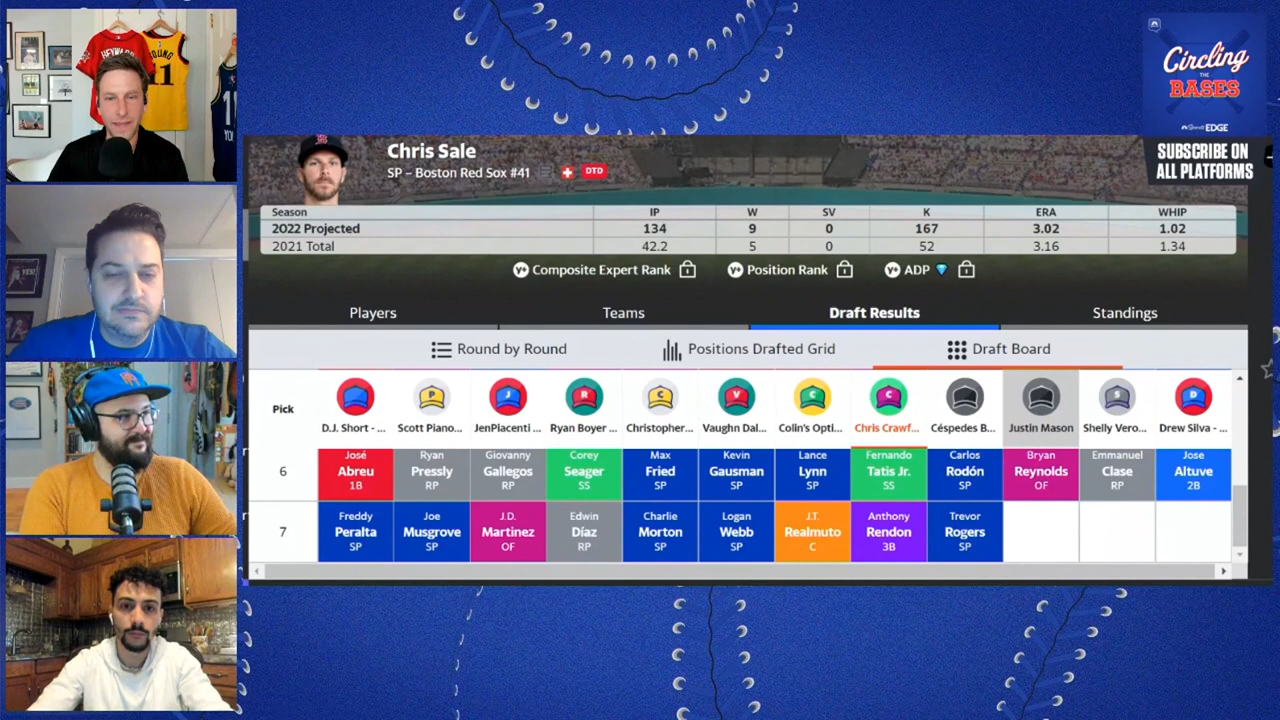 HEYWARD
YOUNG
11
YES!
Circling
THE
BASES
EDGE
SUBSCRIBE ON
ALL PLATFORMS
Chris Sale
SP – Boston Red Sox #41 DTD
Season IP W SV K ERA WHIP
2022 Projected 134 9 0 167 3.02 1.02
2021 Total 42.2 5 0 52 3.16 1.34
Y+ Composite Expert Rank Y+ Position Rank Y+ ADP
Players Teams Draft Results Standings
Round by Round Positions Drafted Grid Draft Board
P J R C V C C S D
Pick D.J. Short - ... Scott Piano... JenPiacenti ... Ryan Boyer ... Christopher... Vaughn Dal... Colin's Opti... Chris Crawf... Céspedes B... Justin Mason Shelly Vero... Drew Silva - ...
José Ryan Giovanny Corey Max Kevin Lance Fernando Carlos Bryan Emmanuel Jose
6 Abreu Pressly Gallegos Seager Fried Gausman Lynn Tatis Jr. Rodón Reynolds Clase Altuve
1B RP RP SS SP SP SP SS SP OF RP 2B
Freddy Joe J.D. Edwin Charlie Logan J.T. Anthony Trevor
7 Peralta Musgrove Martinez Díaz Morton Webb Realmuto Rendon Rogers
SP SP OF RP SP SP C 3B SP